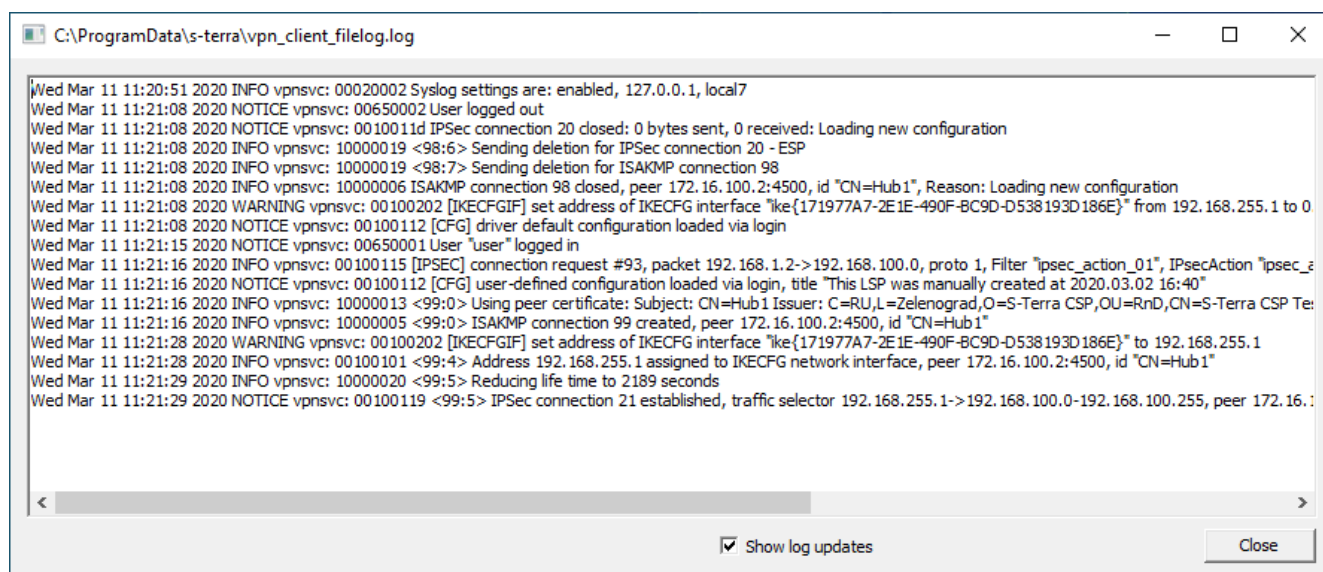 C:\ProgramData\s-terra\vpn_client_filelog.log
Wed Mar 11 11:20:51 2020 INFO vpnsvc: 00020002 Syslog settings are: enabled, 127.0.0.1, local7
Wed Mar 11 11:21:08 2020 NOTICE vpnsvc: 00650002 User logged out
Wed Mar 11 11:21:08 2020 NOTICE vpnsvc: 0010011d IPSec connection 20 closed: 0 bytes sent, 0 received: Loading new configuration
Wed Mar 11 11:21:08 2020 INFO vpnsvc: 10000019 <98:6> Sending deletion for IPSec connection 20 - ESP
Wed Mar 11 11:21:08 2020 INFO vpnsvc: 10000019 <98:7> Sending deletion for ISAKMP connection 98
Wed Mar 11 11:21:08 2020 INFO vpnsvc: 10000006 ISAKMP connection 98 closed, peer 172.16.100.2:4500, id "CN=Hub1", Reason: Loading new configuration
Wed Mar 11 11:21:08 2020 WARNING vpnsvc: 00100202 [IKECFGIF] set address of IKECFG interface "ike{171977A7-2E1E-490F-BC9D-D538193D186E}" from 192.168.255.1 to 0.
Wed Mar 11 11:21:08 2020 NOTICE vpnsvc: 00100112 [CFG] driver default configuration loaded via login
Wed Mar 11 11:21:15 2020 NOTICE vpnsvc: 00650001 User "user" logged in
Wed Mar 11 11:21:16 2020 INFO vpnsvc: 00100115 [IPSEC] connection request #93, packet 192.168.1.2->192.168.100.0, proto 1, Filter "ipsec_action_01", IPsecAction "ipsec_a
Wed Mar 11 11:21:16 2020 NOTICE vpnsvc: 00100112 [CFG] user-defined configuration loaded via login, title "This LSP was manually created at 2020.03.02 16:40"
Wed Mar 11 11:21:16 2020 INFO vpnsvc: 10000013 <99:0> Using peer certificate: Subject: CN=Hub1 Issuer: C=RU,L=Zelenograd,O=S-Terra CSP,OU=RnD,CN=S-Terra CSP Tes
Wed Mar 11 11:21:16 2020 INFO vpnsvc: 10000005 <99:0> ISAKMP connection 99 created, peer 172.16.100.2:4500, id "CN=Hub1"
Wed Mar 11 11:21:28 2020 WARNING vpnsvc: 00100202 [IKECFGIF] set address of IKECFG interface "ike{171977A7-2E1E-490F-BC9D-D538193D186E}" to 192.168.255.1
Wed Mar 11 11:21:28 2020 INFO vpnsvc: 00100101 <99:4> Address 192.168.255.1 assigned to IKECFG network interface, peer 172.16.100.2:4500, id "CN=Hub1"
Wed Mar 11 11:21:29 2020 INFO vpnsvc: 10000020 <99:5> Reducing life time to 2189 seconds
Wed Mar 11 11:21:29 2020 NOTICE vpnsvc: 00100119 <99:5> IPSec connection 21 established, traffic selector 192.168.255.1->192.168.100.0-192.168.100.255, peer 172.16.1
Show log updates
Close